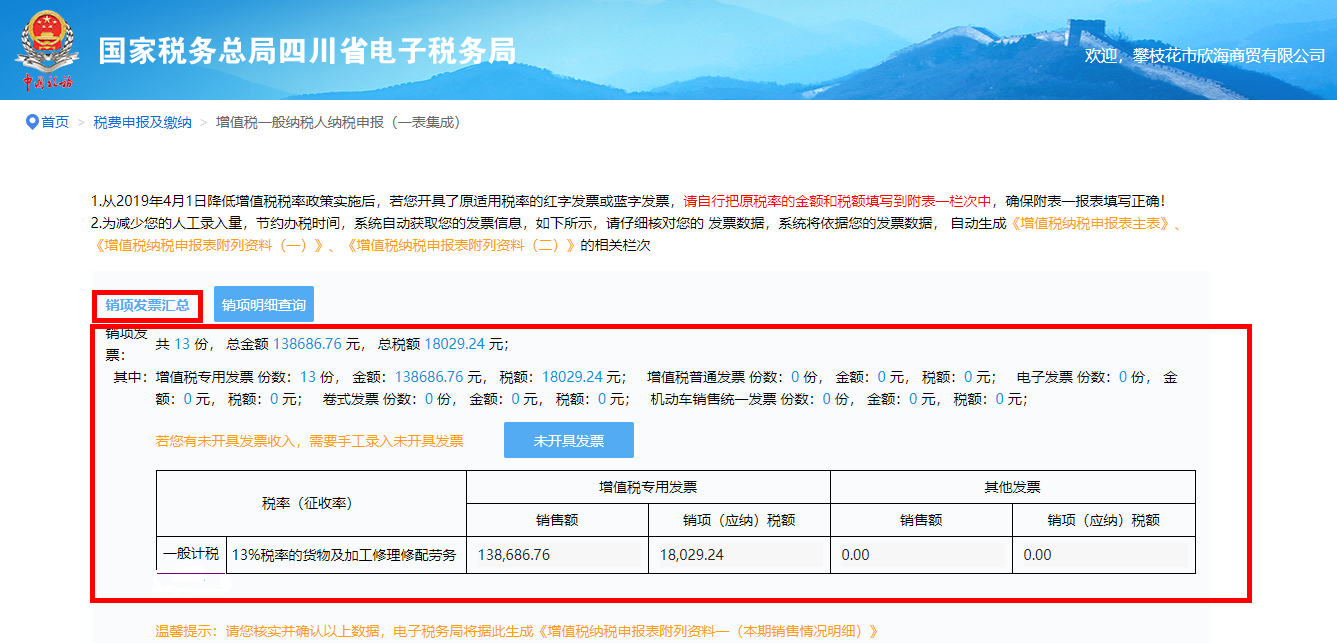 国家税务总局四川省电子税务局
中国税务
欢迎，攀枝花市欣海商贸有限公司
首页 > 税费申报及缴纳 > 增值税一般纳税人纳税申报（一表集成）
1.从2019年4月1日降低增值税税率政策实施后，若您开具了原适用税率的红字发票或蓝字发票，请自行把原税率的金额和税额填写到附表一栏次中，确保附表一报表填写正确！
2.为减少您的人工录入量，节约办税时间，系统自动获取您的发票信息，如下所示，请仔细核对您的 发票数据，系统将依据您的发票数据， 自动生成《增值税纳税申报表主表》、
《增值税纳税申报表附列资料（一）》、《增值税纳税申报表附列资料（二）》的相关栏次
销项发票汇总 销项明细查询
销项发票： 共 13 份， 总金额 138686.76 元， 总税额 18029.24 元；
其中： 增值税专用发票 份数：13 份， 金额：138686.76 元， 税额：18029.24 元； 增值税普通发票 份数：0 份， 金额：0 元， 税额：0 元； 电子发票 份数：0 份， 金
额：0 元， 税额：0 元； 卷式发票 份数：0 份， 金额：0 元， 税额：0 元； 机动车销售统一发票 份数：0 份， 金额：0 元， 税额：0 元；
若您有未开具发票收入，需要手工录入未开具发票 未开具发票
税率（征收率） 增值税专用发票 其他发票
销售额 销项（应纳）税额 销售额 销项（应纳）税额
一般计税 13%税率的货物及加工修理修配劳务 138,686.76 18,029.24 0.00 0.00
温馨提示：请您核实并确认以上数据，电子税务局将据此生成《增值税纳税申报表附列资料一（本期销售情况明细）》